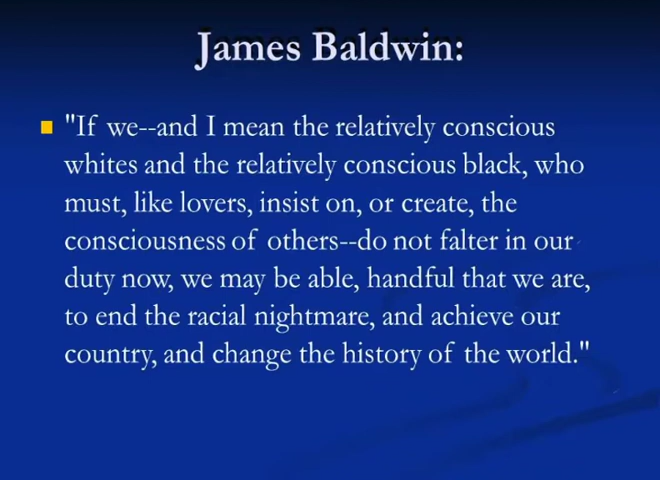 James Baldwin:
"If we--and I mean the relatively conscious
whites and the relatively conscious black, who
must, like lovers, insist on, or create, the
consciousness of others--do not falter in our
duty now, we may be able, handful that we are,
to end the racial nightmare, and achieve our
country, and change the history of the world."